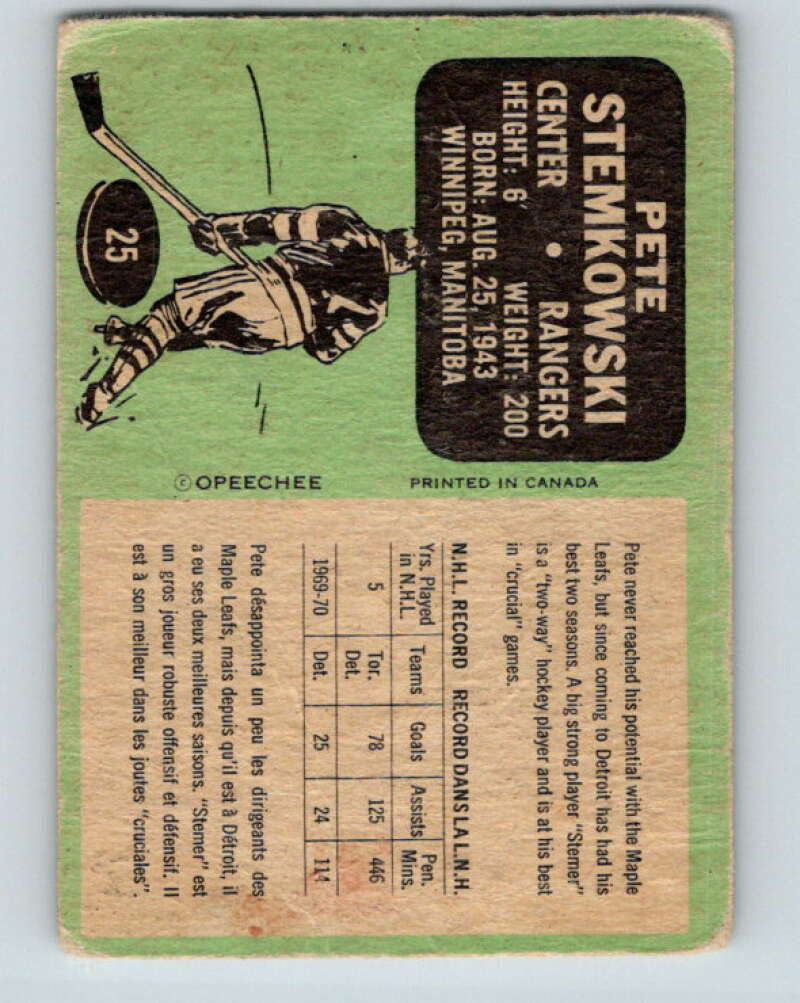 PETE
STEMKOWSKI
CENTER • RANGERS
HEIGHT: 6' WEIGHT: 200
BORN: AUG. 25, 1943
WINNIPEG, MANITOBA
25
© OPEECHEE PRINTED IN CANADA
Pete never reached his potential with the Maple
Leafs, but since coming to Detroit has had his
best two seasons. A big strong player "Stemer"
is a "two-way" hockey player and is at his best
in "crucial" games.
N.H.L. RECORD RECORD DANS LA L.N.H.
Yrs. Played in N.H.L. Teams Goals Assists Pen. Mins.
5 Tor. Det. 78 125 446
1969-70 Det. 25 24 114
Pete désappointa un peu les dirigeants des
Maple Leafs, mais depuis qu'il est à Détroit, il
a eu ses deux meilleures saisons. "Stemer" est
un gros joueur robuste offensif et défensif. Il
est à son meilleur dans les joutes "cruciales".